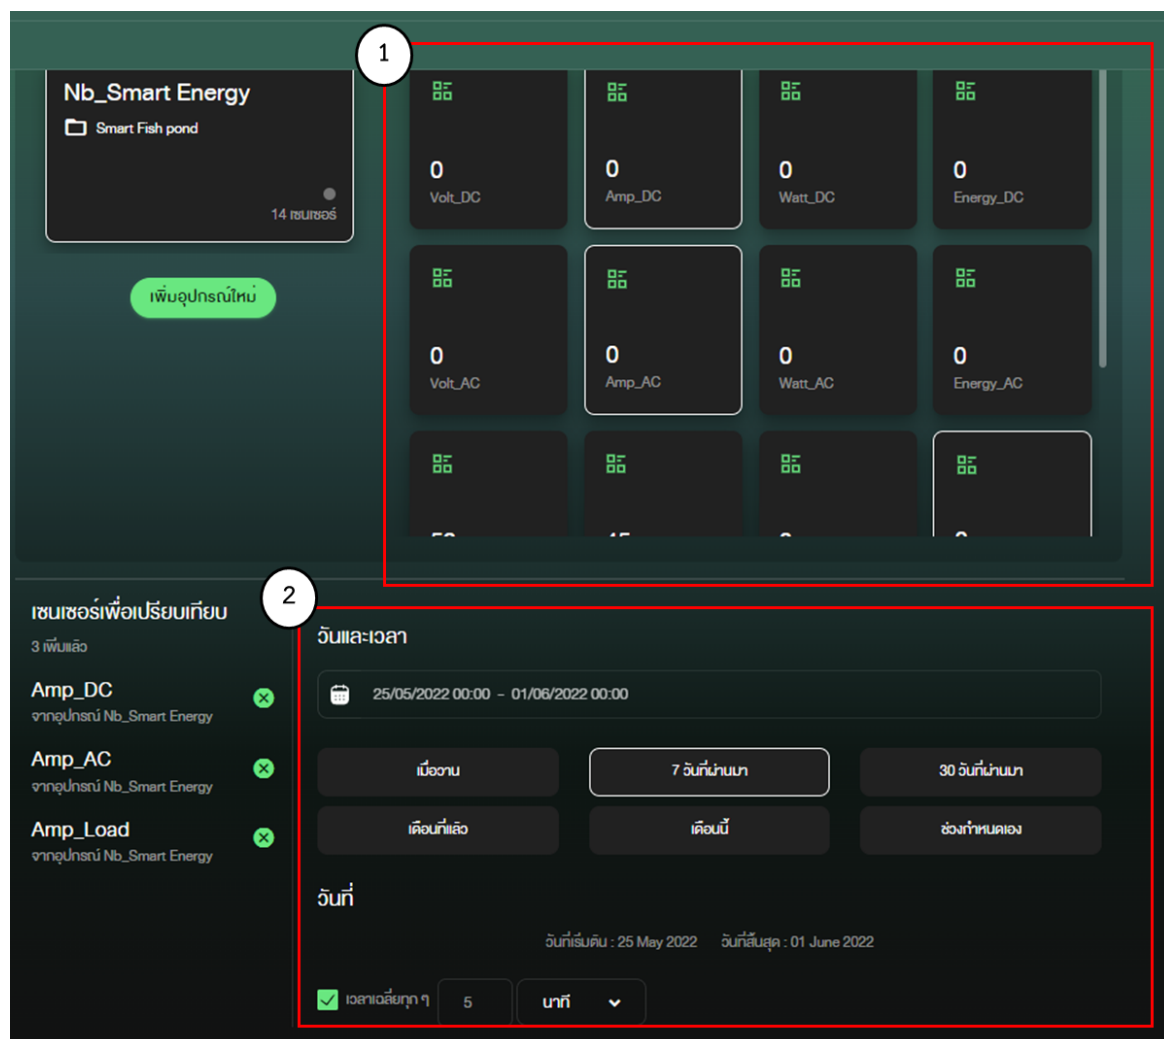 1
Nb_Smart Energy
Smart Fish pond
14 เซนเซอร์
เพิ่มอุปกรณ์ใหม่
0
Volt_DC
0
Amp_DC
0
Watt_DC
0
Energy_DC
0
Volt_AC
0
Amp_AC
0
Watt_AC
0
Energy_AC
2
เซนเซอร์เพื่อเปรียบเทียบ
3 เพิ่มแล้ว
Amp_DC
จากอุปกรณ์ Nb_Smart Energy
Amp_AC
จากอุปกรณ์ Nb_Smart Energy
Amp_Load
จากอุปกรณ์ Nb_Smart Energy
วันและเวลา
25/05/2022 00:00 - 01/06/2022 00:00
เมื่อวาน
7 วันที่ผ่านมา
30 วันที่ผ่านมา
เดือนที่แล้ว
เดือนนี้
ช่วงกำหนดเอง
วันที่
วันที่เริ่มต้น : 25 May 2022 วันที่สิ้นสุด : 01 June 2022
เวลาเฉลี่ยทุก ๆ 5 นาที